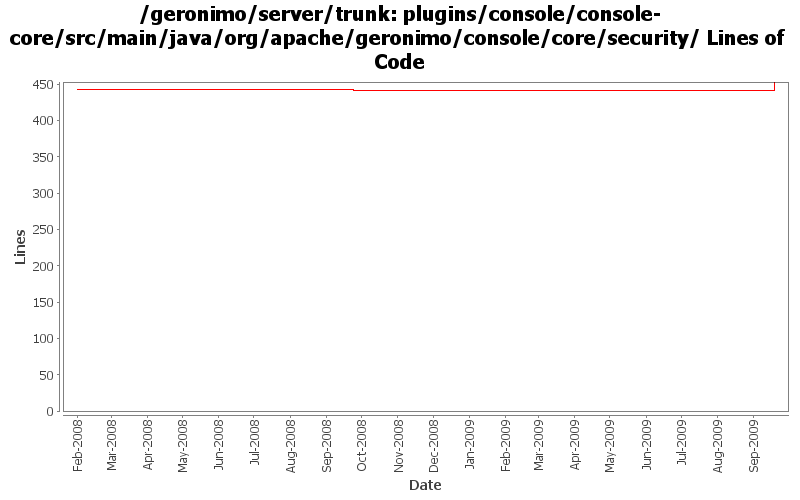 /geronimo/server/trunk: plugins/console/console-
core/src/main/java/org/apache/geronimo/console/core/security/ Lines of
Code
450
400
350
300
250
200
150
100
50
0
Lines
Feb-2008
Mar-2008
Apr-2008
May-2008
Jun-2008
Jul-2008
Aug-2008
Sep-2008
Oct-2008
Nov-2008
Dec-2008
Jan-2009
Feb-2009
Mar-2009
Apr-2009
May-2009
Jun-2009
Jul-2009
Aug-2009
Sep-2009
Date